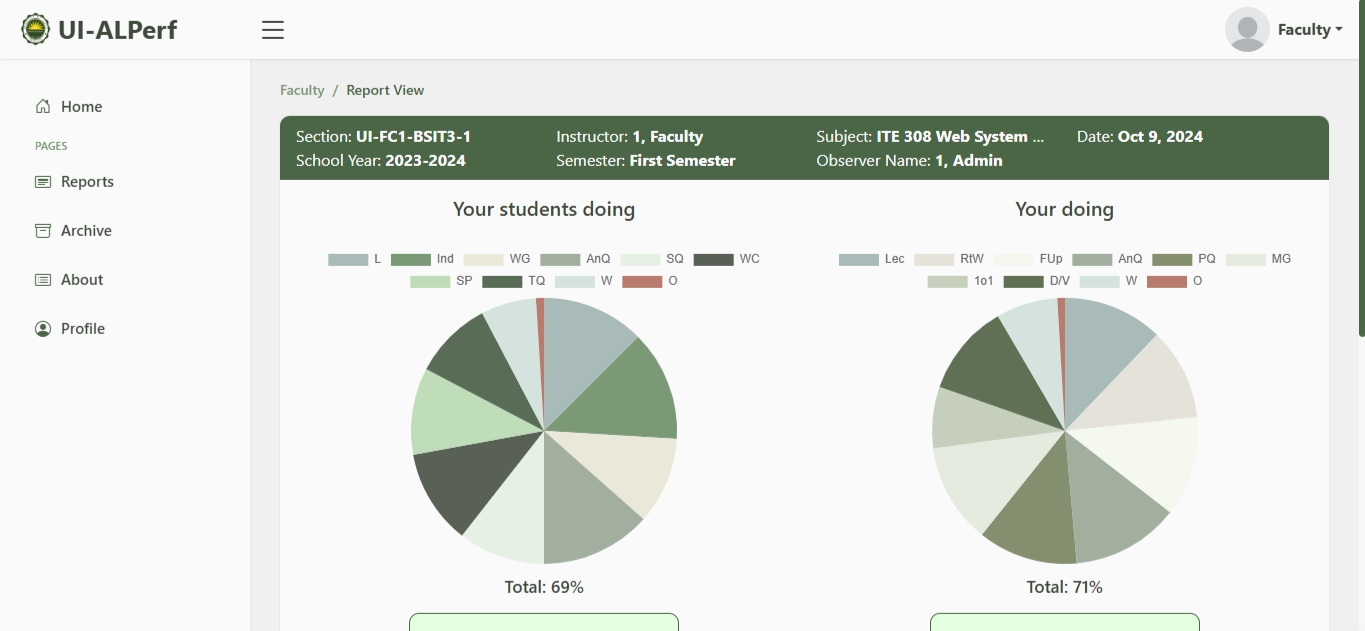 UI-ALPerf
Faculty
Home
PAGES
Reports
Archive
About
Profile
Faculty / Report View
Section: UI-FC1-BSIT3-1 Instructor: 1, Faculty Subject: ITE 308 Web System ... Date: Oct 9, 2024
School Year: 2023-2024 Semester: First Semester Observer Name: 1, Admin
Your students doing
L Ind WG AnQ SQ WC
SP TQ W O
Total: 69%
Your doing
Lec RtW FUp AnQ PQ MG
1o1 D/V W O
Total: 71%